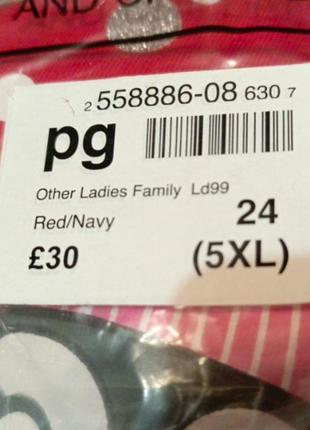 AND
2 558886-08 630 7
pg
Other Ladies Family Ld99
Red/Navy
24
£30
(5XL)